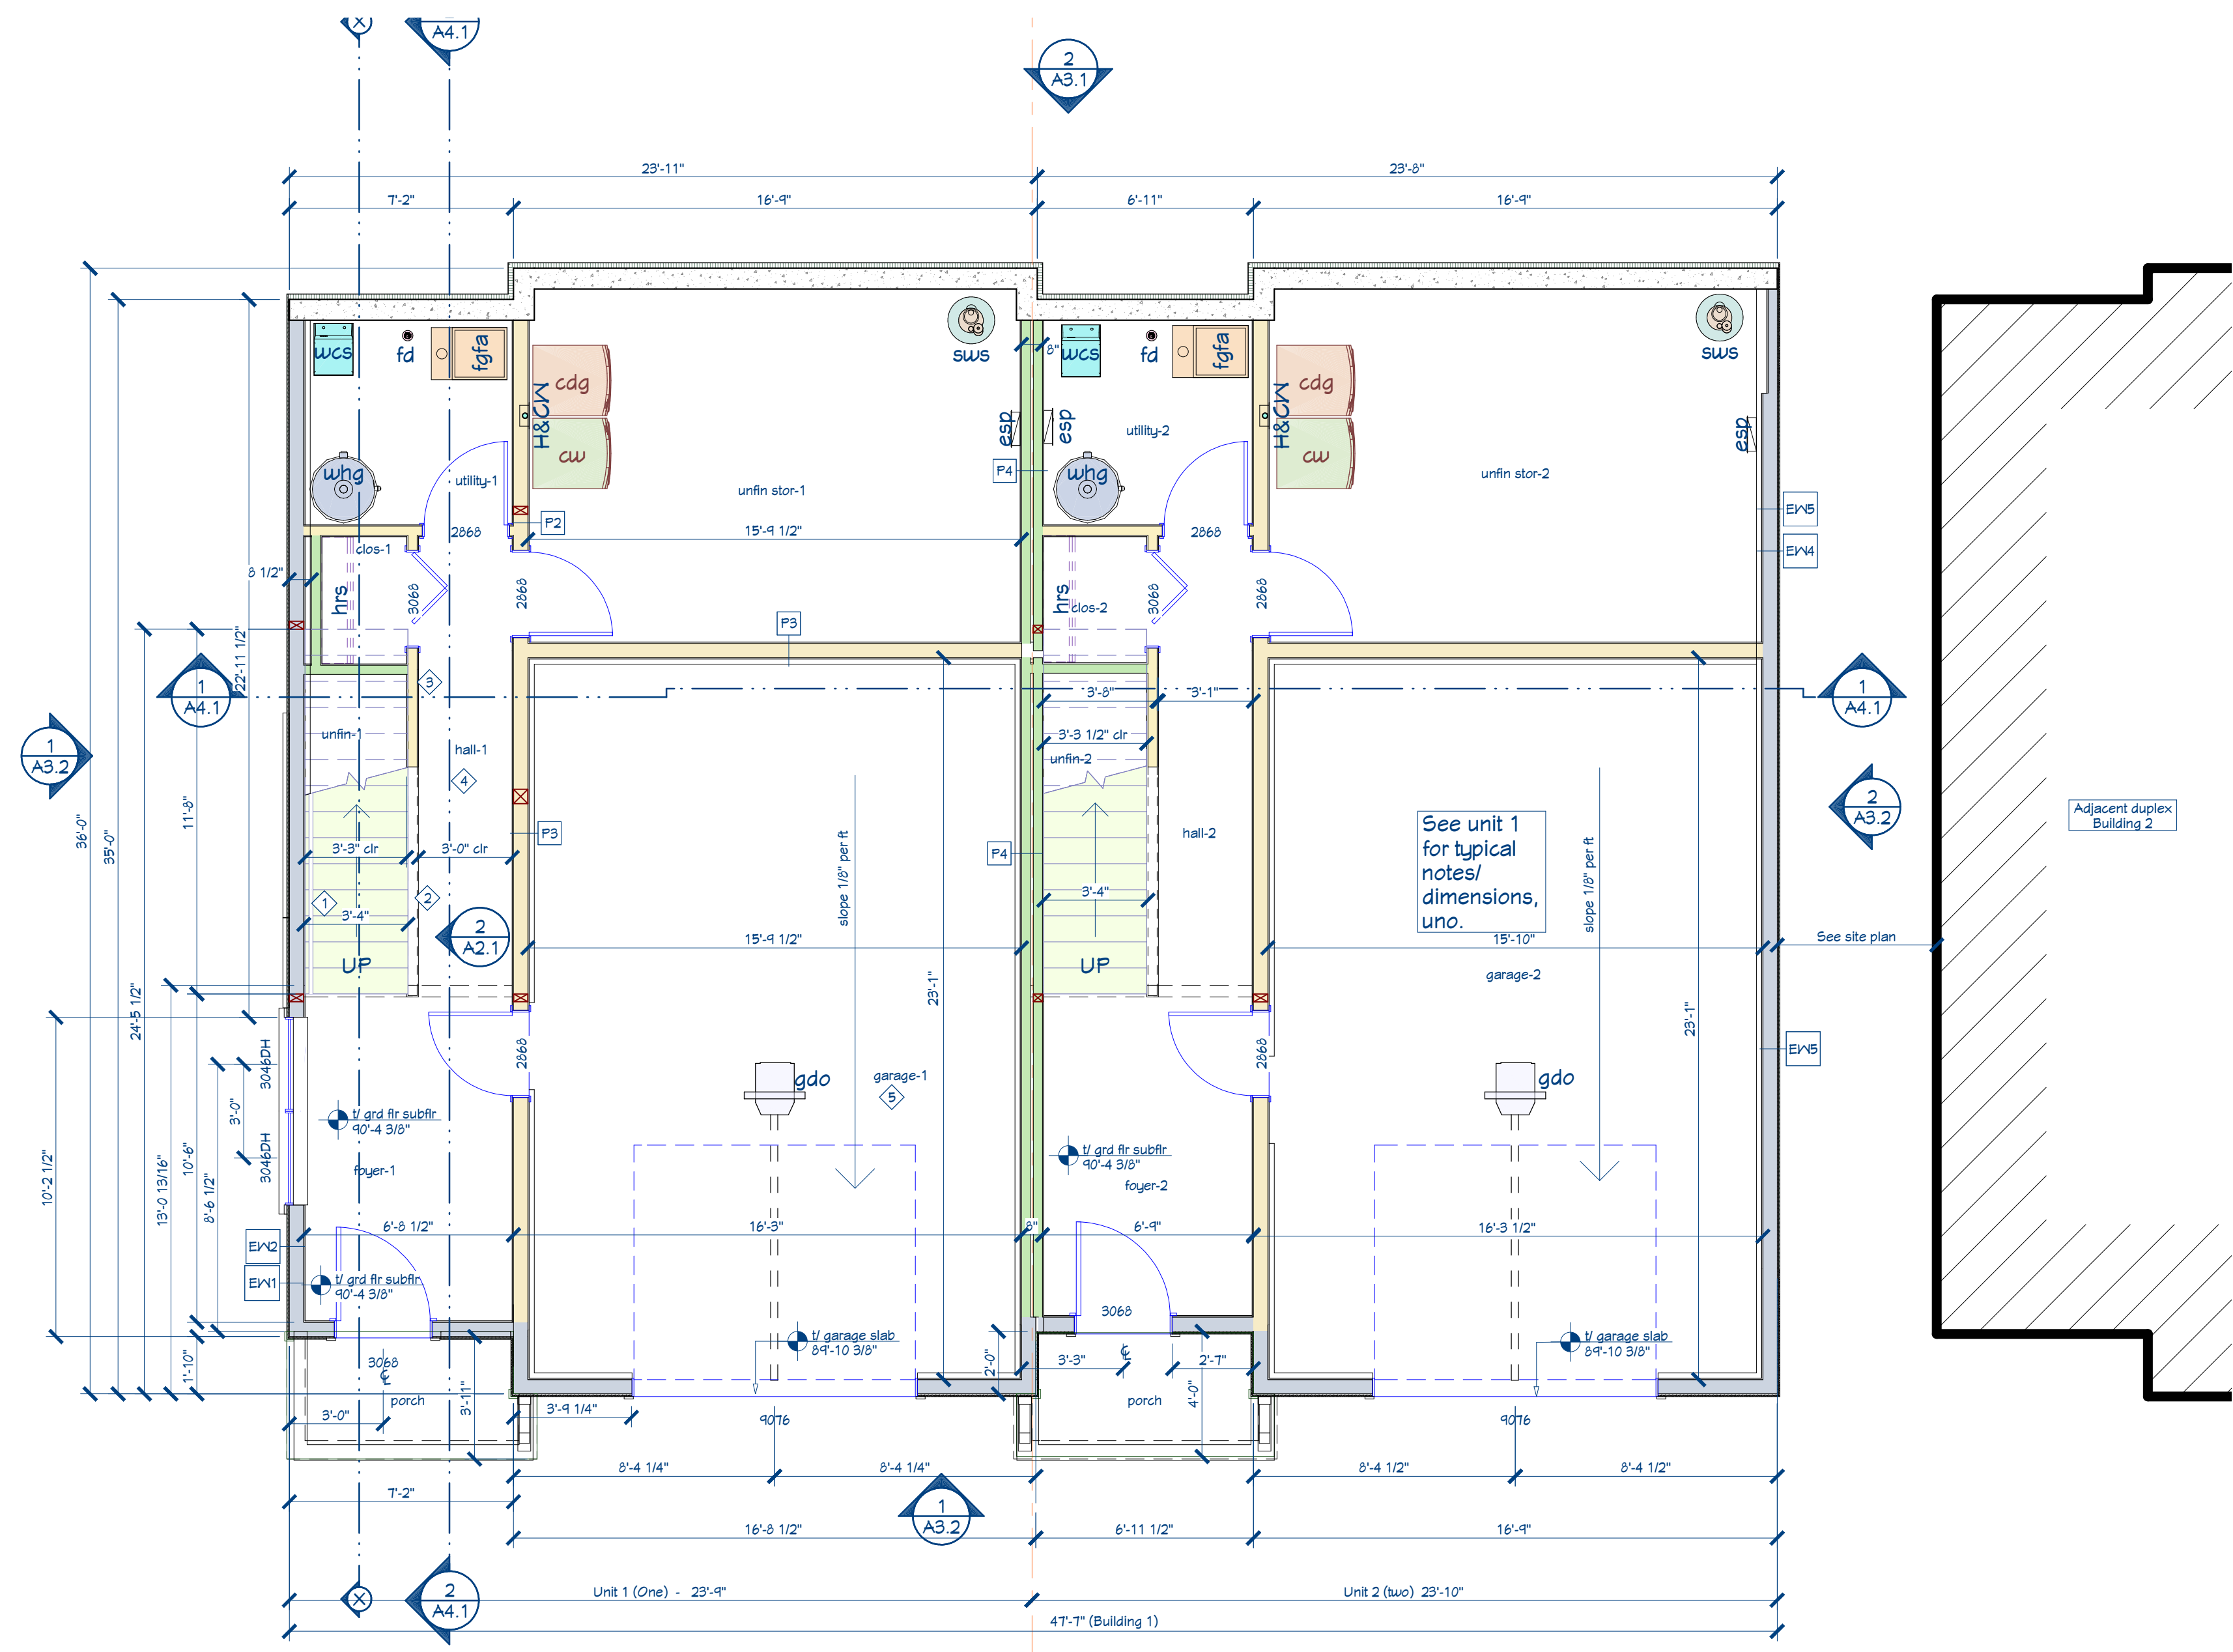 A4.1
2
A3.1
23'-11"
23'-8"
7'-2"
16'-9"
6'-11"
16'-9"
wcs
fd
fgfa
cdg
H&CW
cw
sws
esp
8"
esp
wcs
fd
fgfa
utility-2
cdg
H&CW
cw
sws
esp
whg
utility-1
unfin stor-1
P4
whg
unfin stor-2
P2
2868
15'-9 1/2"
2868
EW5
EW4
clos-1
8 1/2"
hrs
3068
2868
hrs
clos-2
3068
2868
P3
22'-11 1/2"
1
A4.1
3
3'-8"
3'-1"
1
A4.1
1
A3.2
unfin-1
hall-1
4
3'-3 1/2" clr
unfin-2
36'-0"
35'-0"
11'-8"
P3
hall-2
See unit 1
for typical
notes/
dimensions,
uno.
2
A3.2
Adjacent duplex
Building 2
3'-3" clr
3'-0" clr
slope 1/8" per ft
P4
slope 1/8" per ft
1
2
3'-4"
3'-4"
2
A2.1
15'-9 1/2"
15'-10"
See site plan
UP
UP
garage-2
24'-5 1/2"
23'-1"
23'-1"
2868
2868
EW5
3046DH
gdo
garage-1
5
gdo
3'-0"
t/ grd flr subflr
90'-4 3/8"
3046DH
foyer-1
t/ grd flr subflr
90'-4 3/8"
foyer-2
10'-2 1/2"
13'-0 13/16"
10'-6"
8'-6 1/2"
6'-8 1/2"
16'-3"
8"
6'-9"
16'-3 1/2"
EW2
EW1
t/ grd flr subflr
90'-4 3/8"
3068
t/ garage slab
89'-10 3/8"
t/ garage slab
89'-10 3/8"
1'-10"
3068
porch
3'-0"
3'-11"
3'-9 1/4"
9076
2'-0"
3'-3"
2'-7"
porch
4'-0"
9076
8'-4 1/4"
8'-4 1/4"
8'-4 1/2"
8'-4 1/2"
7'-2"
1
A3.2
16'-8 1/2"
6'-11 1/2"
16'-9"
2
A4.1
Unit 1 (One) - 23'-9"
Unit 2 (two) 23'-10"
47'-7" (Building 1)